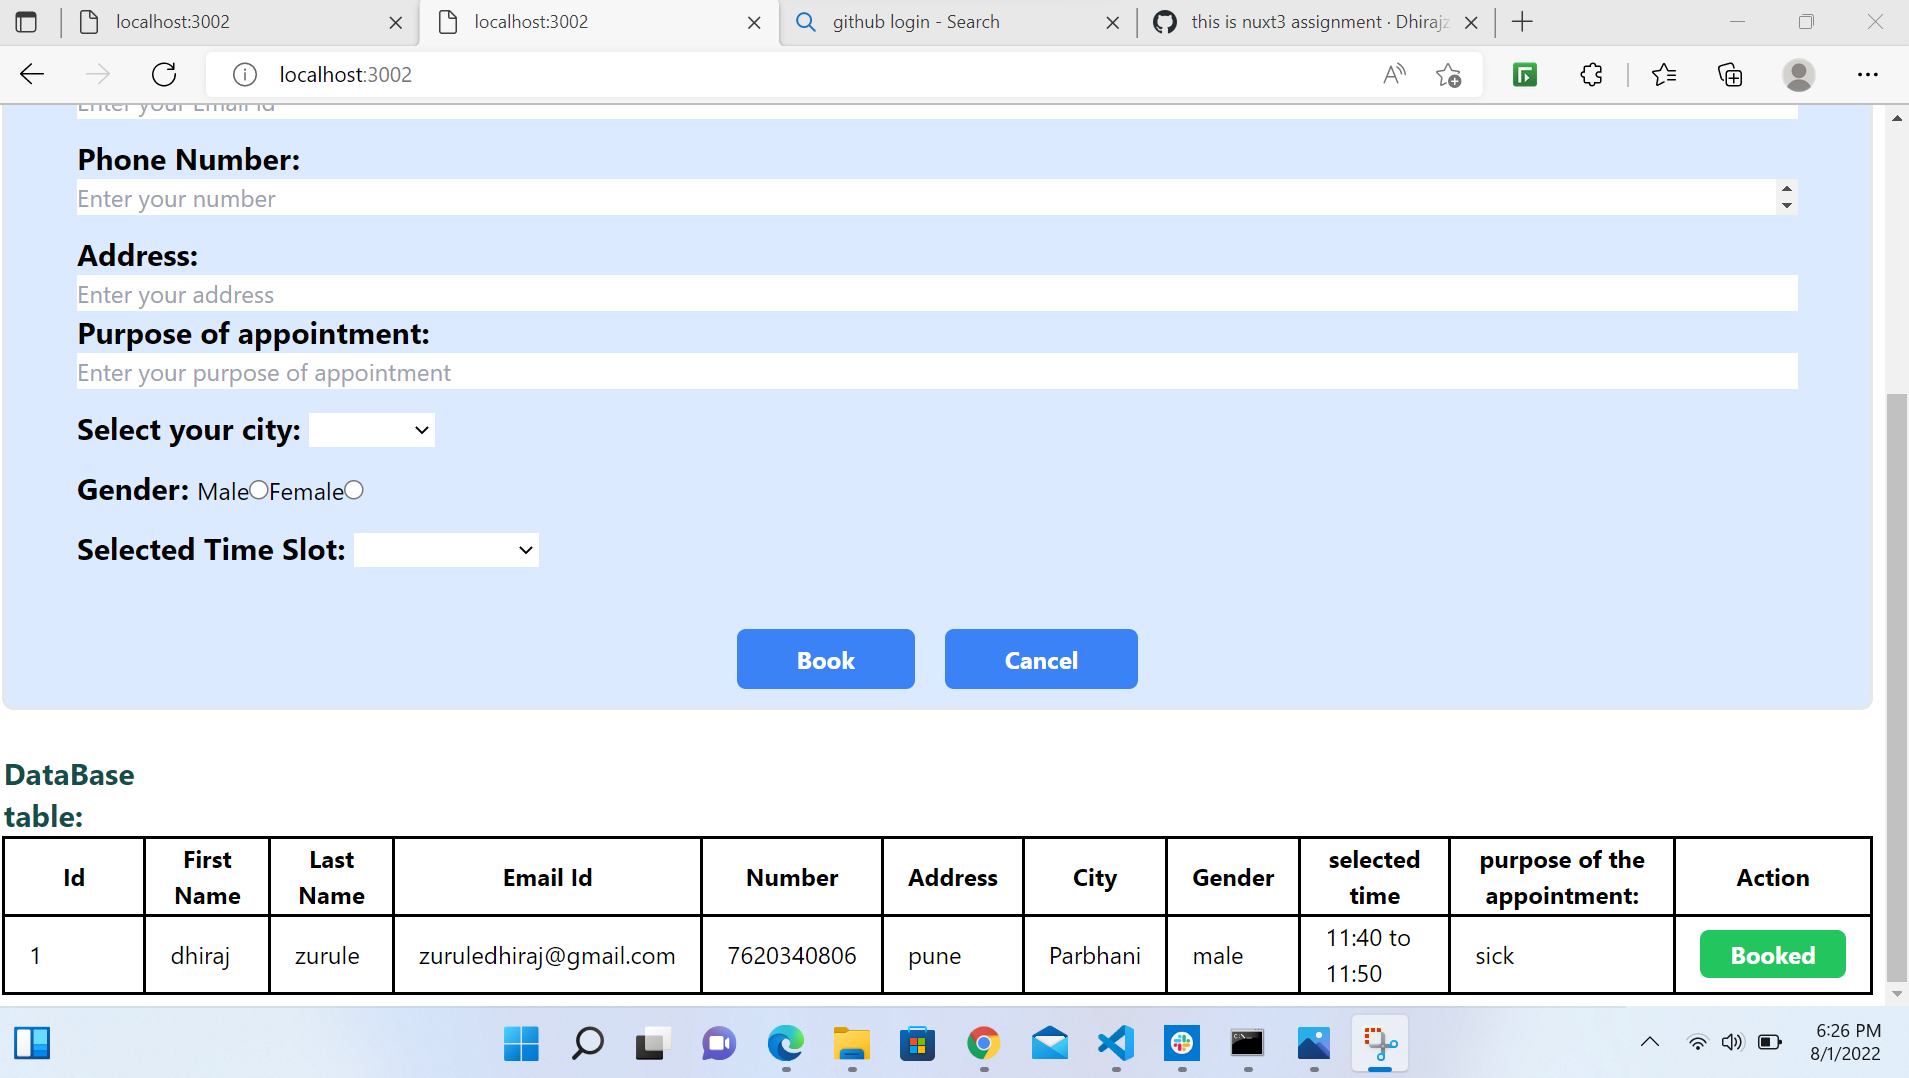 localhost:3002
localhost:3002
github login - Search
this is nuxt3 assignment · Dhirajz
localhost:3002
Enter your Email id
Phone Number:
Enter your number
Address:
Enter your address
Purpose of appointment:
Enter your purpose of appointment
Select your city:
Gender: Male Female
Selected Time Slot:
Book Cancel
DataBase
table:
Id First Name Last Name Email Id Number Address City Gender selected time purpose of the appointment: Action
1 dhiraj zurule zuruledhiraj@gmail.com 7620340806 pune Parbhani male 11:40 to 11:50 sick Booked
6:26 PM
8/1/2022